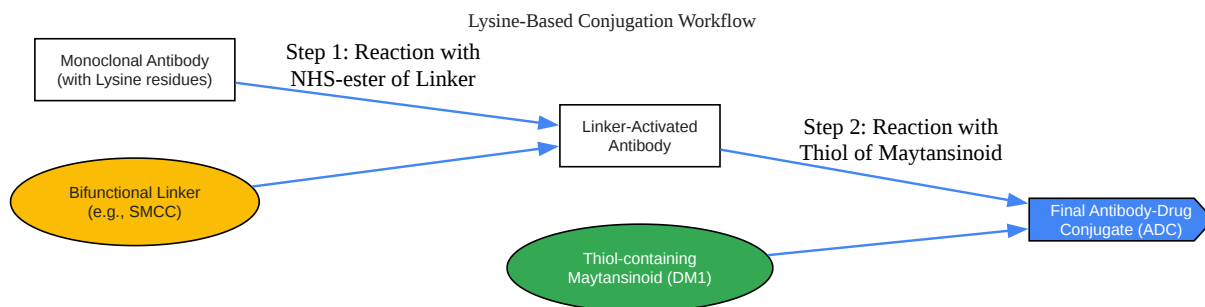 Lysine-Based Conjugation Workflow
Monoclonal Antibody
(with Lysine residues)
Step 1: Reaction with
NHS-ester of Linker
Linker-Activated
Antibody
Step 2: Reaction with
Thiol of Maytansinoid
Bifunctional Linker
(e.g., SMCC)
Final Antibody-Drug
Conjugate (ADC)
Thiol-containing
Maytansinoid (DM1)